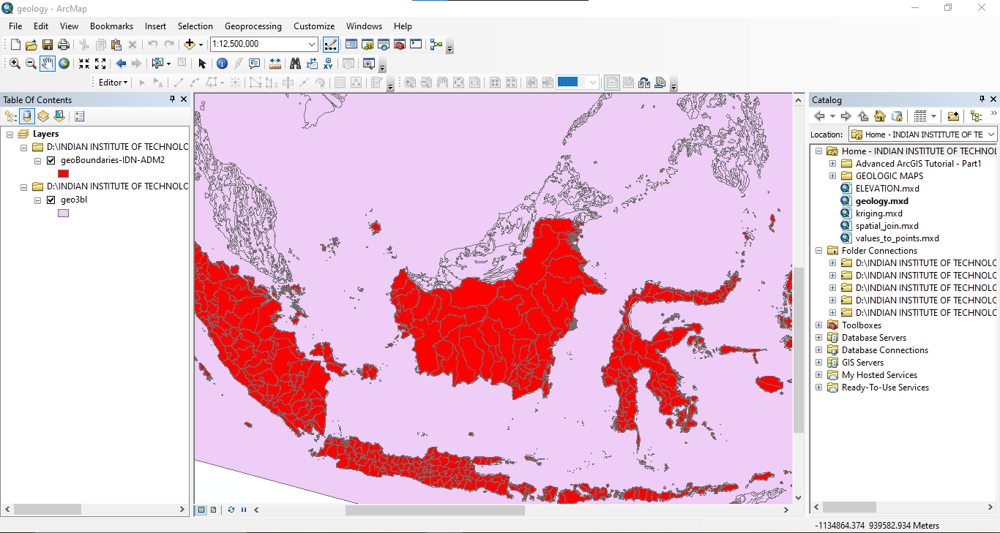 geology - ArcMap
File Edit View Bookmarks Insert Selection Geoprocessing Customize Windows Help
1:12,500,000
Editor
100%
Table Of Contents
Layers
D:\INDIAN INSTITUTE OF TECHNOLC
geoBoundaries-IDN-ADM2
D:\INDIAN INSTITUTE OF TECHNOLC
geo3bl
Catalog
Location: Home - INDIAN INSTITUTE OF TE
Home - INDIAN INSTITUTE OF TECHNOL
Advanced ArcGIS Tutorial - Part1
GEOLOGIC MAPS
ELEVATION.mxd
geology.mxd
kriging.mxd
spatial_join.mxd
values_to_points.mxd
Folder Connections
D:\INDIAN INSTITUTE OF TECHNOLC
D:\INDIAN INSTITUTE OF TECHNOLC
D:\INDIAN INSTITUTE OF TECHNOLC
D:\INDIAN INSTITUTE OF TECHNOLC
D:\INDIAN INSTITUTE OF TECHNOLC
Toolboxes
Database Servers
Database Connections
GIS Servers
My Hosted Services
Ready-To-Use Services
-1134864.374 939582.934 Meters